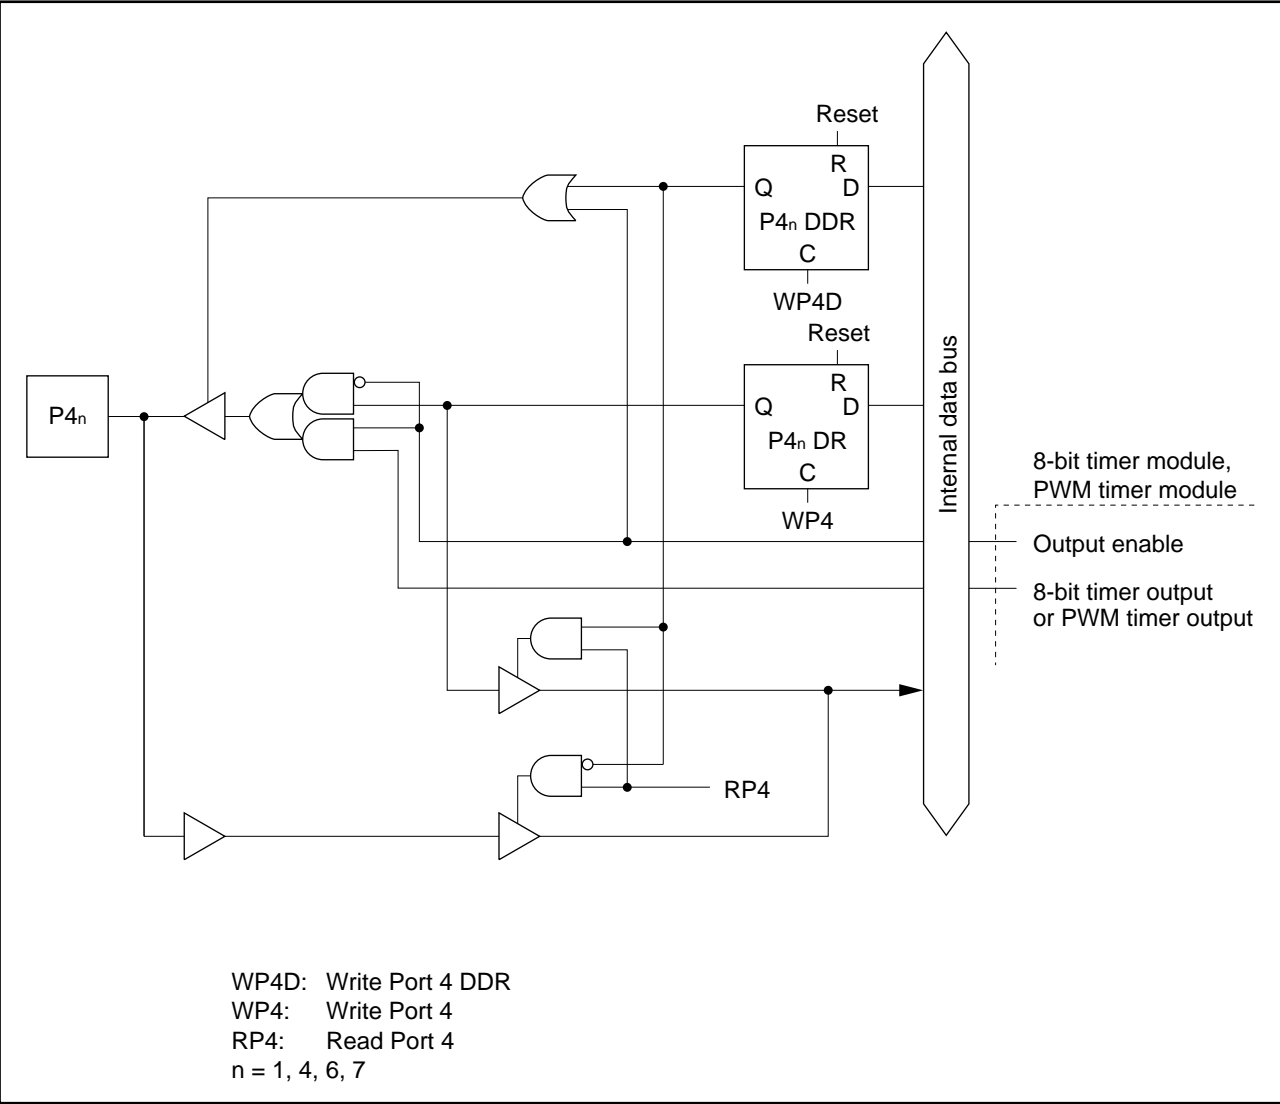 Reset
R
Q D
P4n DDR
C
WP4D
Reset
R
Q D
P4n DR
C
WP4
P4n
Internal data bus
8-bit timer module,
PWM timer module
Output enable
8-bit timer output
or PWM timer output
RP4
WP4D: Write Port 4 DDR
WP4: Write Port 4
RP4: Read Port 4
n = 1, 4, 6, 7